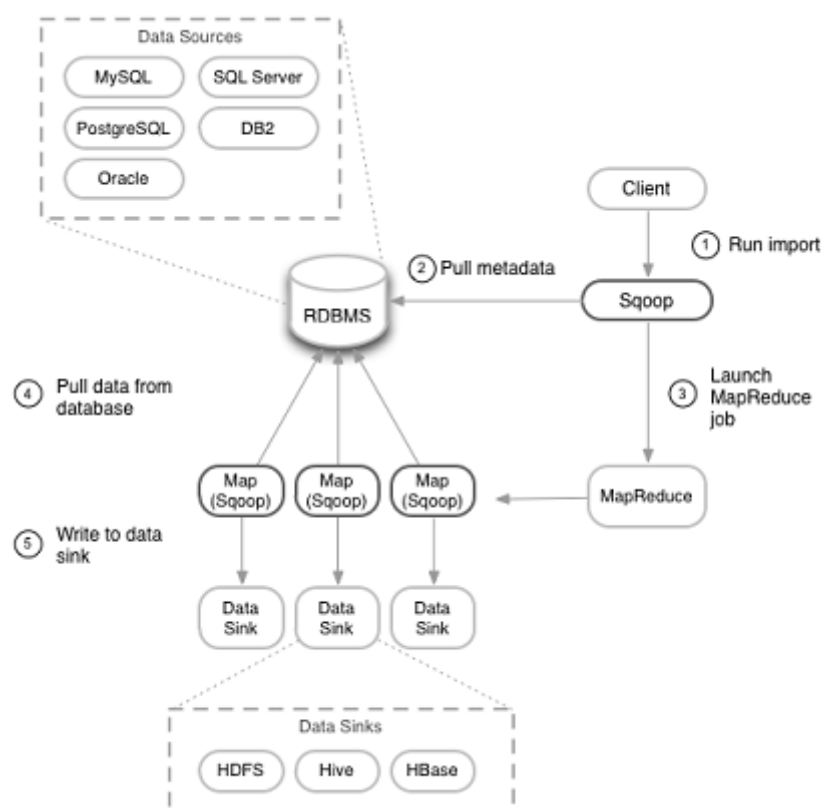 Data Sources
MySQL
SQL Server
PostgreSQL
DB2
Oracle
Client
1 Run import
2 Pull metadata
Sqoop
RDBMS
3 Launch
MapReduce
job
4 Pull data from
database
Map
(Sqoop)
Map
(Sqoop)
Map
(Sqoop)
MapReduce
5 Write to data
sink
Data
Sink
Data
Sink
Data
Sink
Data Sinks
HDFS
Hive
HBase